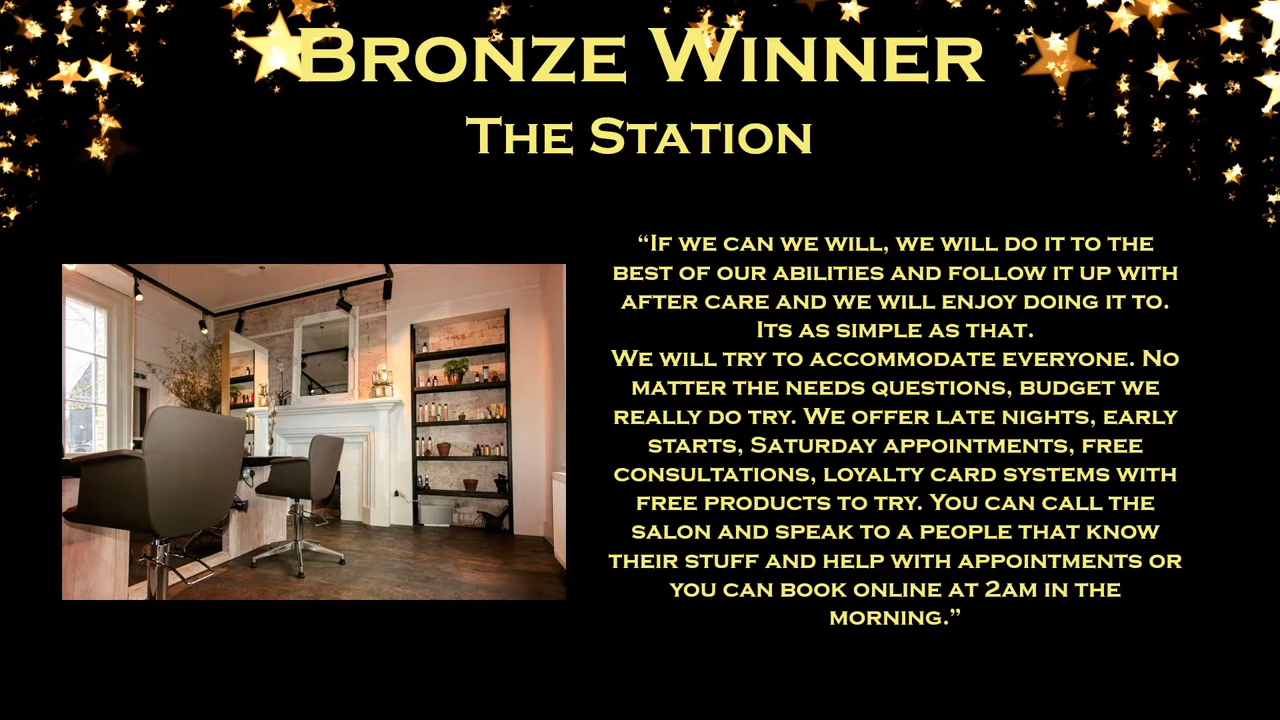 Bronze Winner
The Station
“If we can we will, we will do it to the
best of our abilities and follow it up with
after care and we will enjoy doing it to.
Its as simple as that.
We will try to accommodate everyone. No
matter the needs questions, budget we
really do try. We offer late nights, early
starts, Saturday appointments, free
consultations, loyalty card systems with
free products to try. You can call the
salon and speak to a people that know
their stuff and help with appointments or
you can book online at 2am in the
morning.”